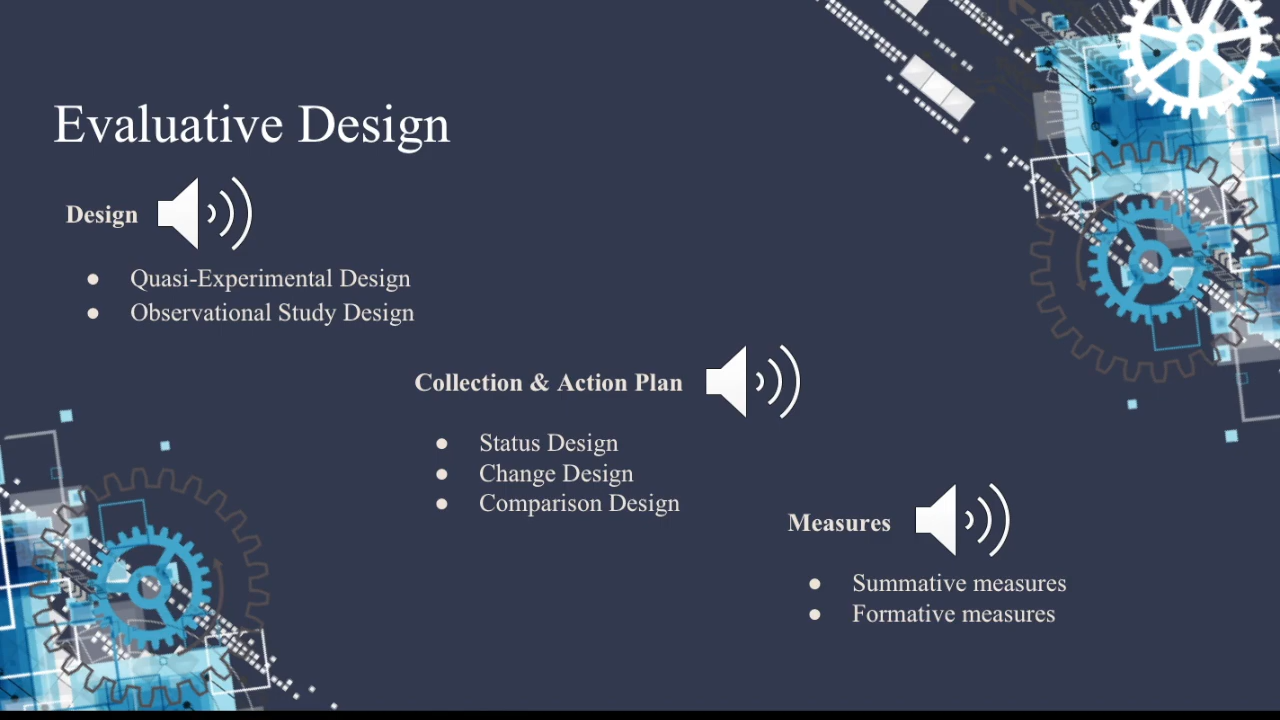 Evaluative Design
Design
● Quasi-Experimental Design
● Observational Study Design
Collection & Action Plan
● Status Design
● Change Design
● Comparison Design
Measures
● Summative measures
● Formative measures